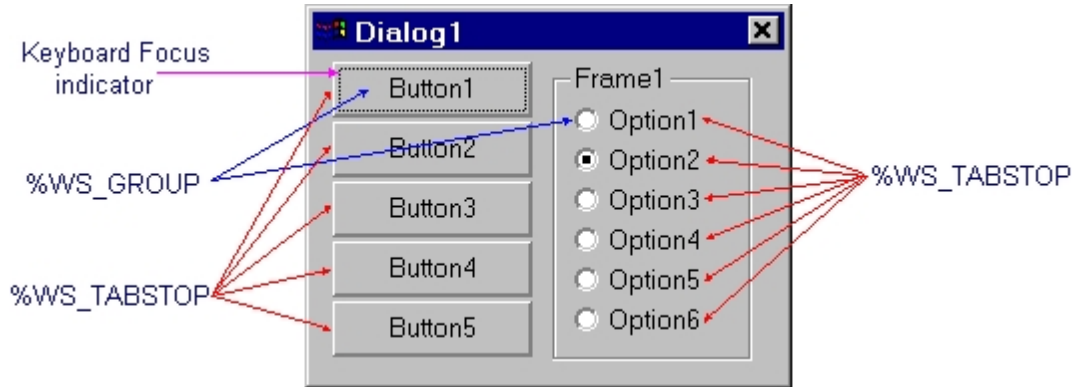 Dialog1
Keyboard Focus
indicator
Button1
Button2
Button3
Button4
Button5
%WS_GROUP
%WS_TABSTOP
Frame1
Option1
Option2
Option3
Option4
Option5
Option6
%WS_TABSTOP